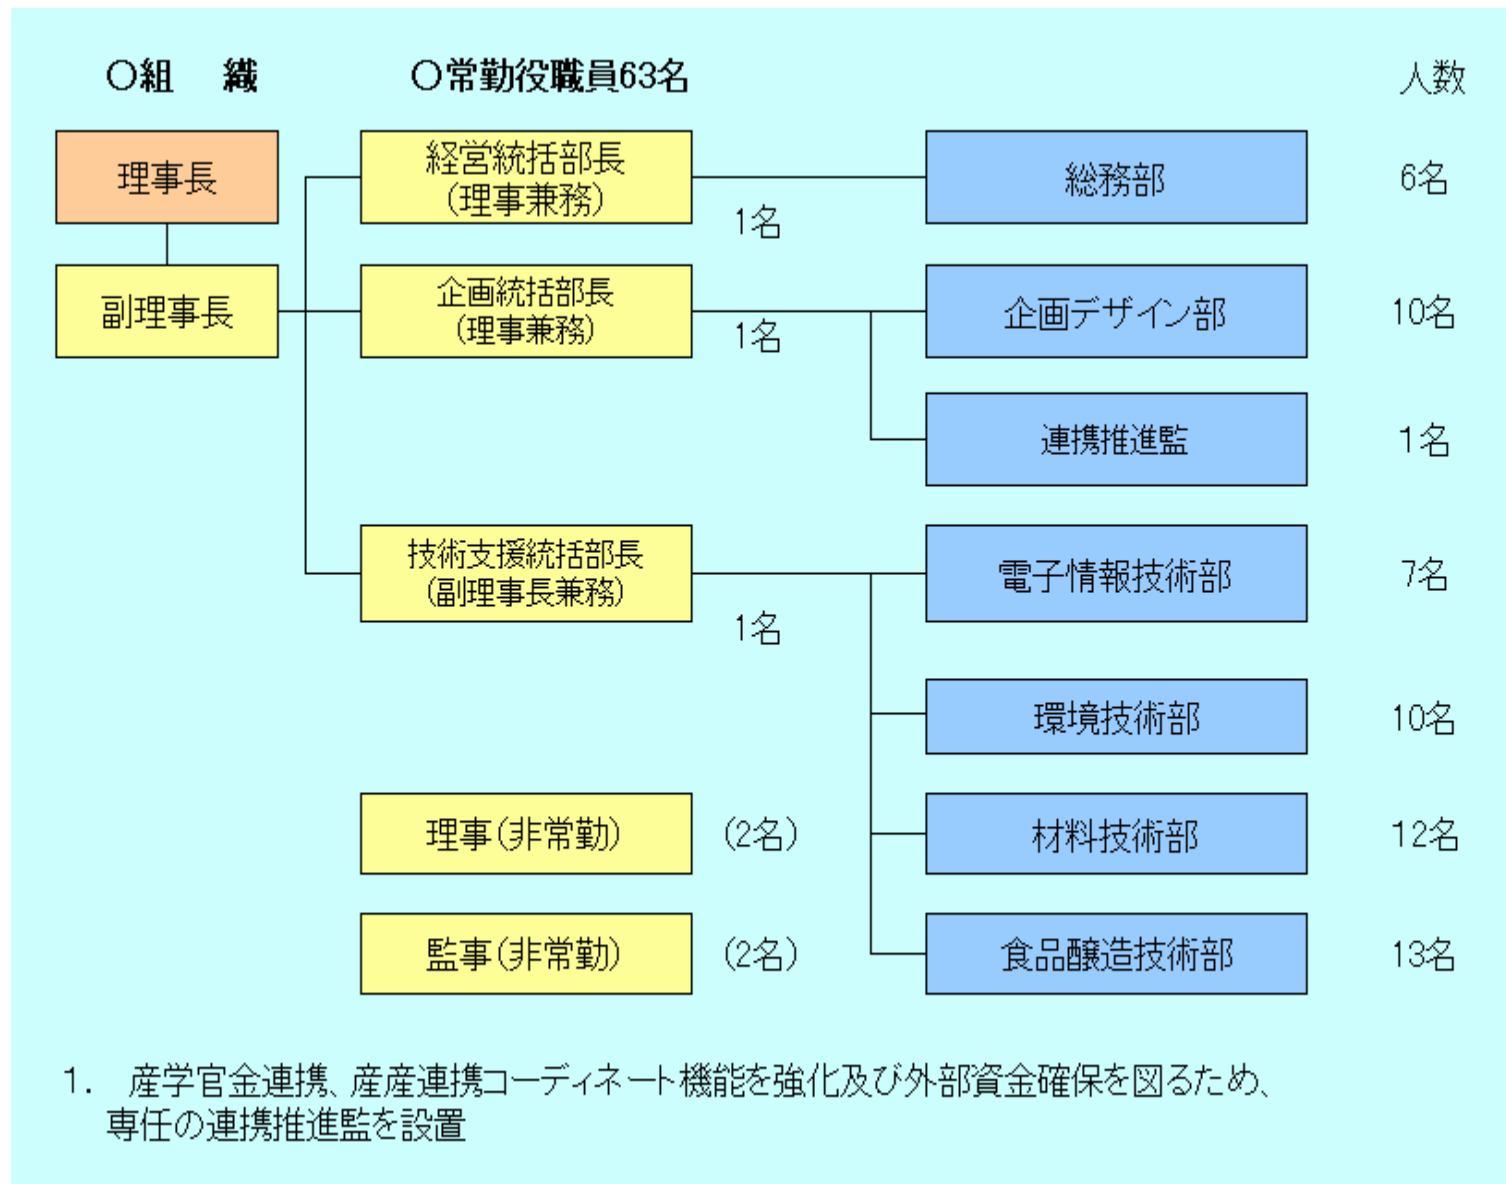 ○組　織
○常勤役職員63名
人数
理事長
経営統括部長
(理事兼務)
1名
総務部
6名
副理事長
企画統括部長
(理事兼務)
1名
企画デザイン部
10名
連携推進監
1名
技術支援統括部長
(副理事長兼務)
1名
電子情報技術部
7名
環境技術部
10名
理事(非常勤)
(2名)
材料技術部
12名
監事(非常勤)
(2名)
食品醸造技術部
13名
1.　産学官金連携、産産連携コーディネート機能を強化及び外部資金確保を図るため、
専任の連携推進監を設置